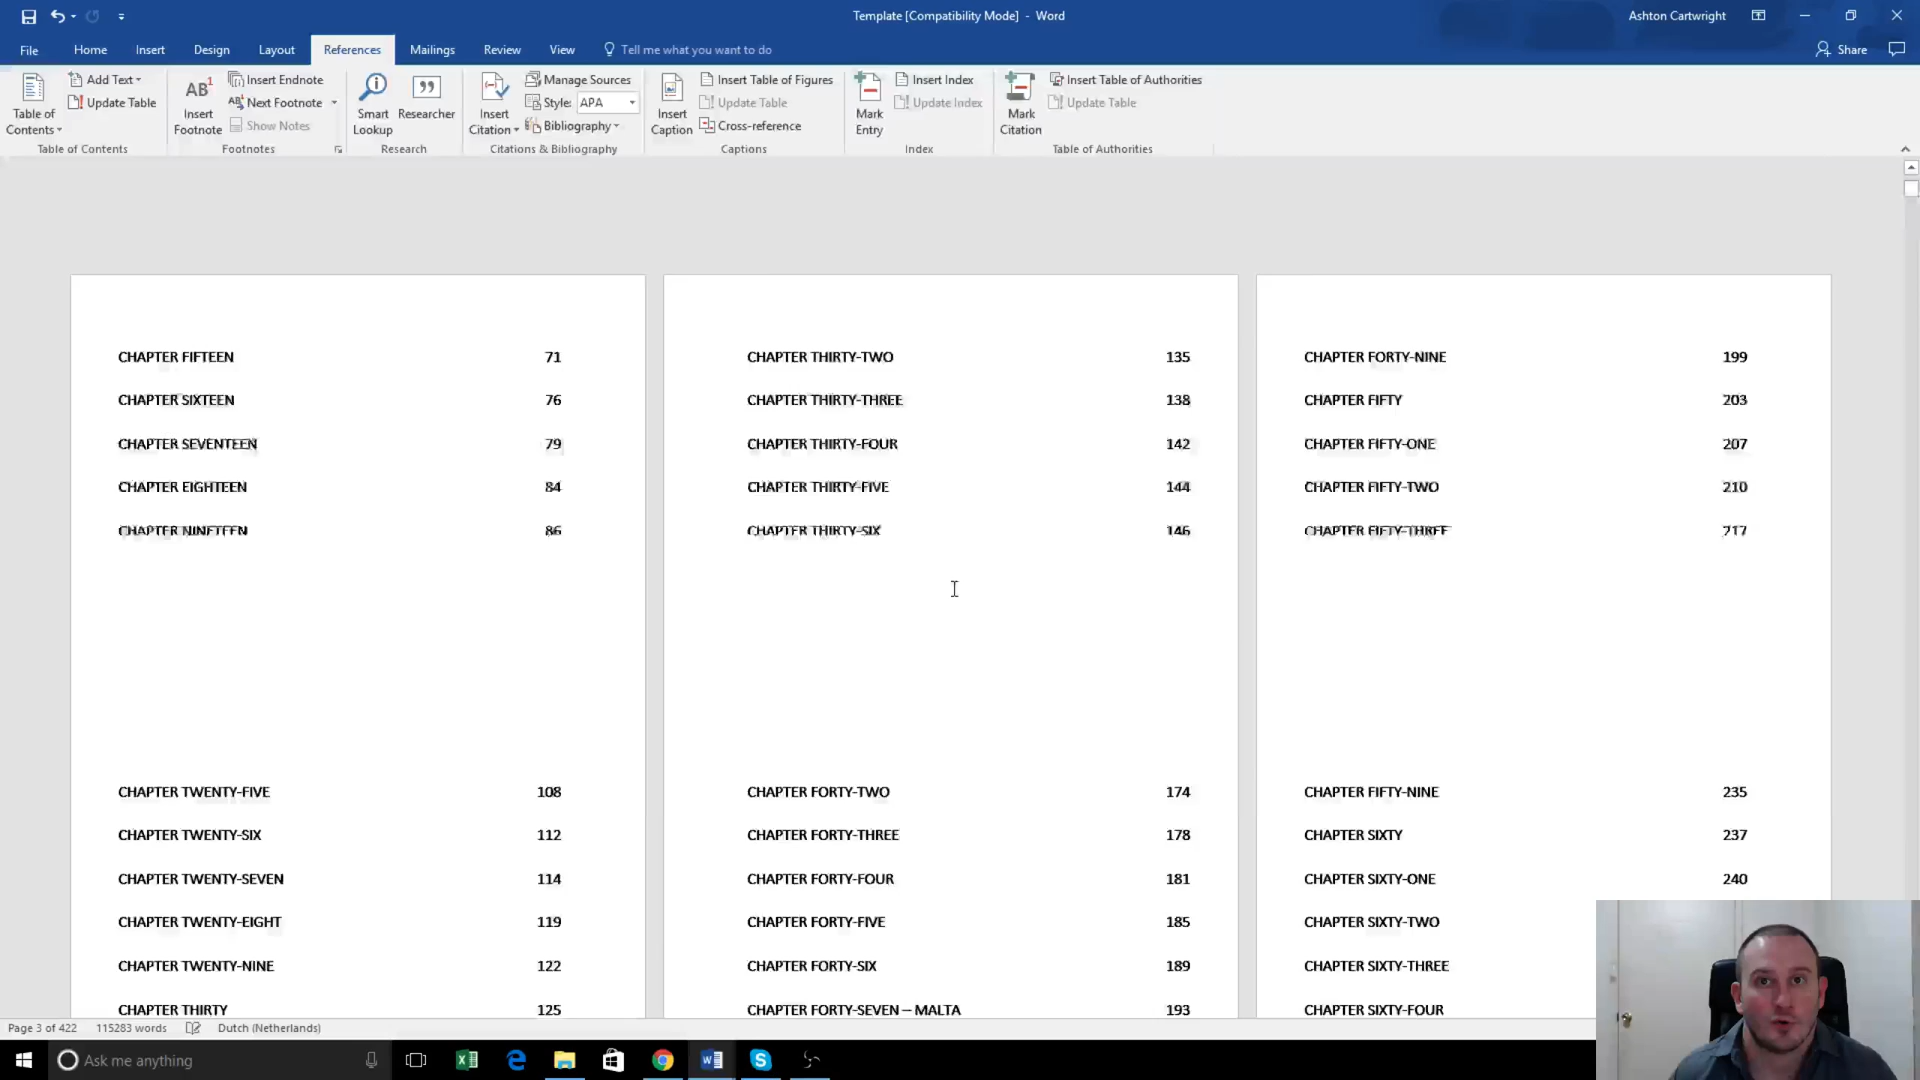 Template [Compatibility Mode] - Word
Ashton Cartwright
File Home Insert Design Layout References Mailings Review View Tell me what you want to do
Share
Table of Contents
Add Text
Update Table
Table of Contents
AB1
Insert Footnote
Insert Endnote
Next Footnote
Show Notes
Footnotes
Smart Lookup
Researcher
Research
Insert Citation
Manage Sources
Style: APA
Bibliography
Citations & Bibliography
Insert Caption
Insert Table of Figures
Update Table
Cross-reference
Captions
Mark Entry
Insert Index
Update Index
Index
Mark Citation
Insert Table of Authorities
Update Table
Table of Authorities
CHAPTER FIFTEEN 71
CHAPTER SIXTEEN 76
CHAPTER SEVENTEEN 79
CHAPTER EIGHTEEN 84
CHAPTER NINETEEN 86
CHAPTER TWENTY-FIVE 108
CHAPTER TWENTY-SIX 112
CHAPTER TWENTY-SEVEN 114
CHAPTER TWENTY-EIGHT 119
CHAPTER TWENTY-NINE 122
CHAPTER THIRTY 125
CHAPTER THIRTY-TWO 135
CHAPTER THIRTY-THREE 138
CHAPTER THIRTY-FOUR 142
CHAPTER THIRTY-FIVE 144
CHAPTER THIRTY-SIX 146
CHAPTER FORTY-TWO 174
CHAPTER FORTY-THREE 178
CHAPTER FORTY-FOUR 181
CHAPTER FORTY-FIVE 185
CHAPTER FORTY-SIX 189
CHAPTER FORTY-SEVEN – MALTA 193
CHAPTER FORTY-NINE 199
CHAPTER FIFTY 203
CHAPTER FIFTY-ONE 207
CHAPTER FIFTY-TWO 210
CHAPTER FIFTY-THREE 217
CHAPTER FIFTY-NINE 235
CHAPTER SIXTY 237
CHAPTER SIXTY-ONE 240
CHAPTER SIXTY-TWO
CHAPTER SIXTY-THREE
CHAPTER SIXTY-FOUR
Page 3 of 422 115283 words Dutch (Netherlands)
Ask me anything